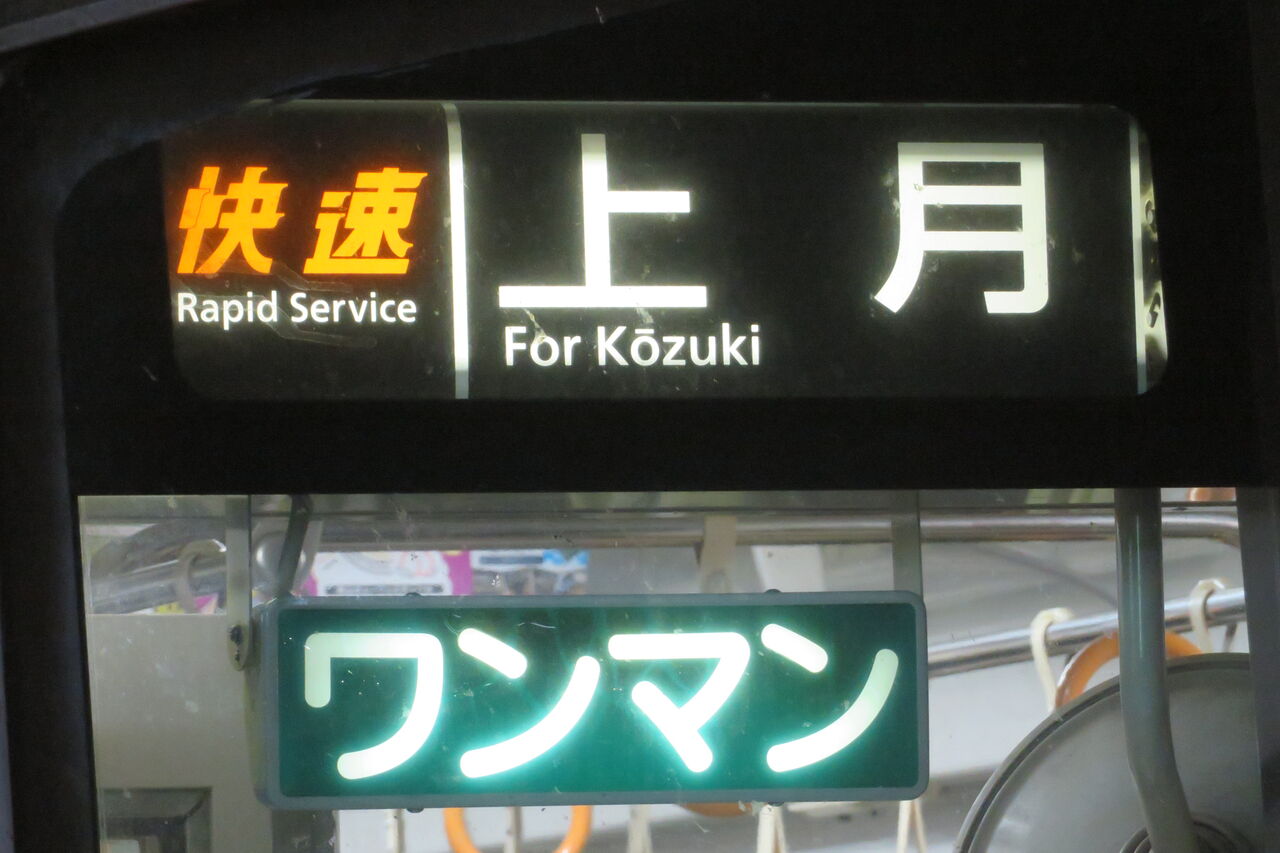 快速
Rapid Service
上月
For Kōzuki
ワンマン